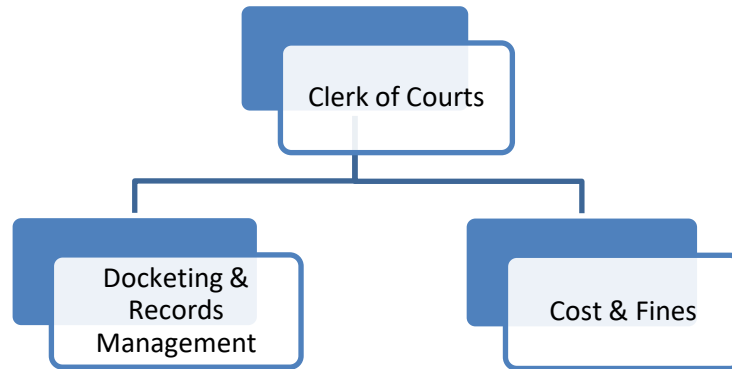 Clerk of Courts
Docketing &
Records
Management
Cost & Fines